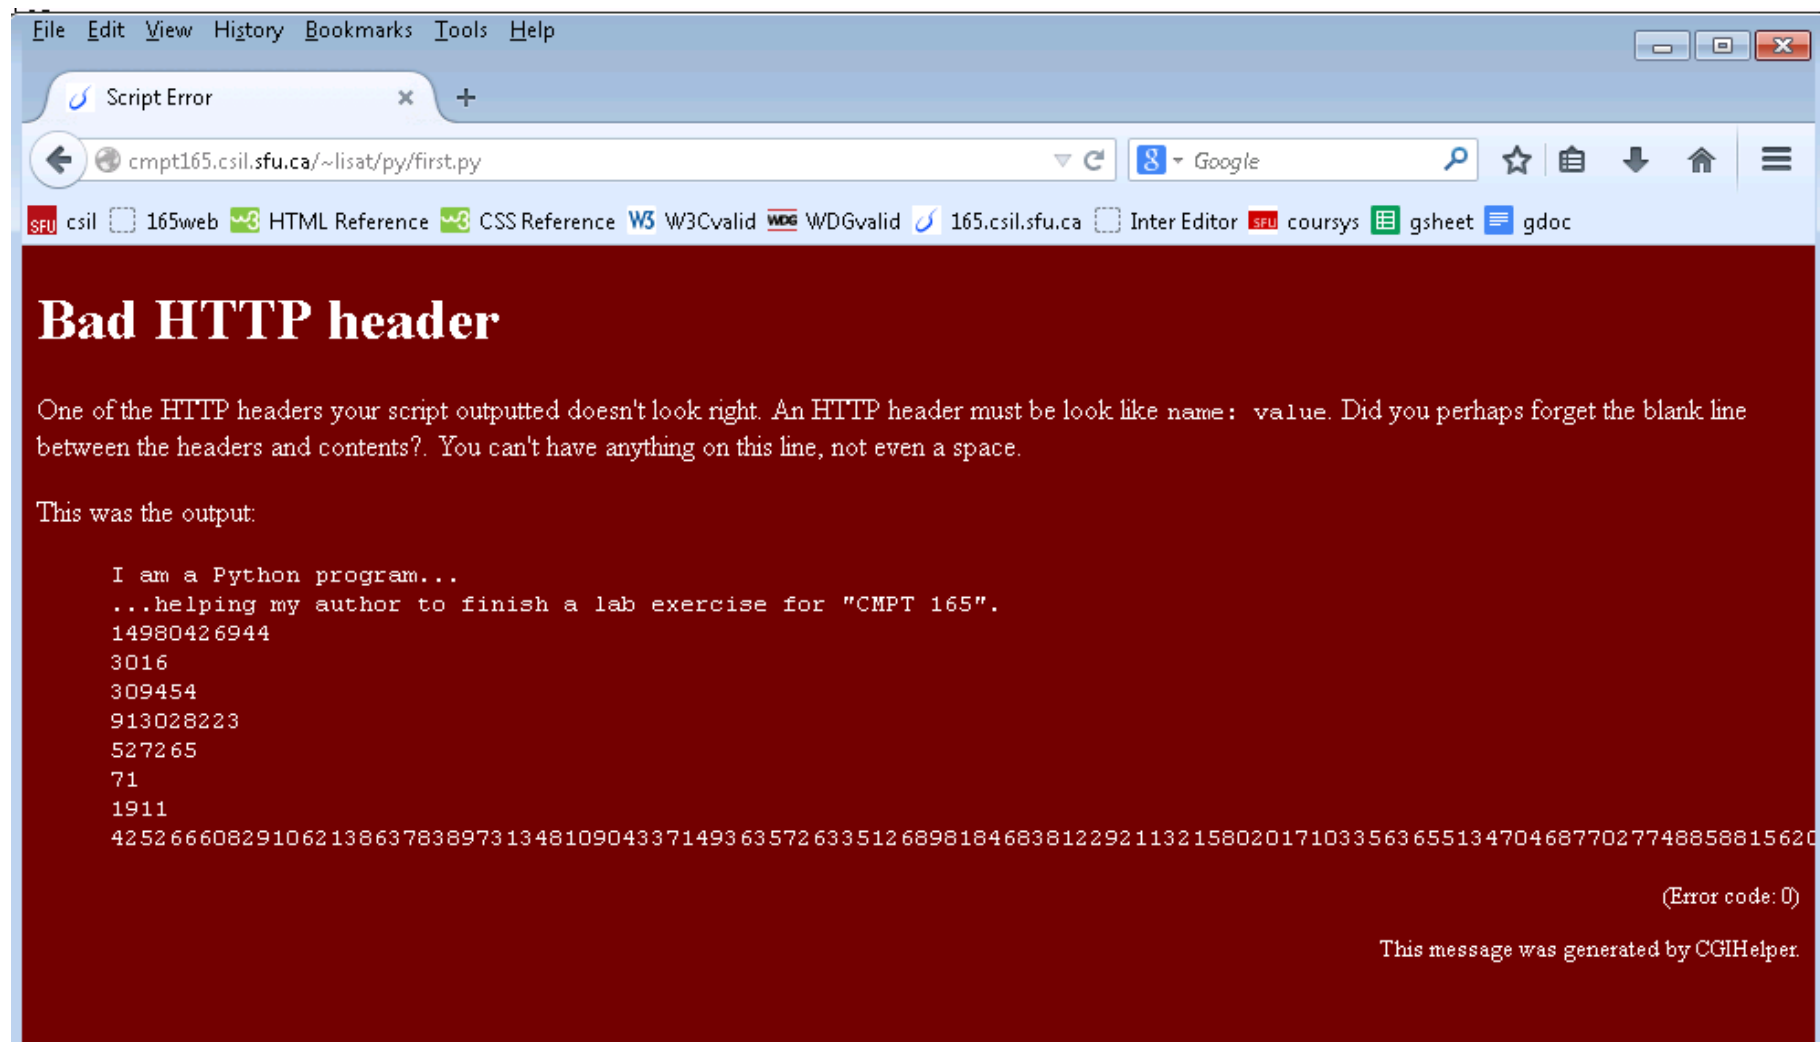 File Edit View History Bookmarks Tools Help
Script Error
cmpt165.csil.sfu.ca/~lisat/py/first.py
Google
csil 165web HTML Reference CSS Reference W3Cvalid WDGvalid 165.csil.sfu.ca Inter Editor coursys gsheet gdoc
Bad HTTP header
One of the HTTP headers your script outputted doesn't look right. An HTTP header must be look like name: value. Did you perhaps forget the blank line
between the headers and contents?. You can't have anything on this line, not even a space.
This was the output:
I am a Python program...
...helping my author to finish a lab exercise for "CMPT 165".
14980426944
3016
309454
913028223
527265
71
1911
425266608291062138637838973134810904337149363572633512689818468381229211321580201710335636551347046877027748858815620
(Error code: 0)
This message was generated by CGIHelper.